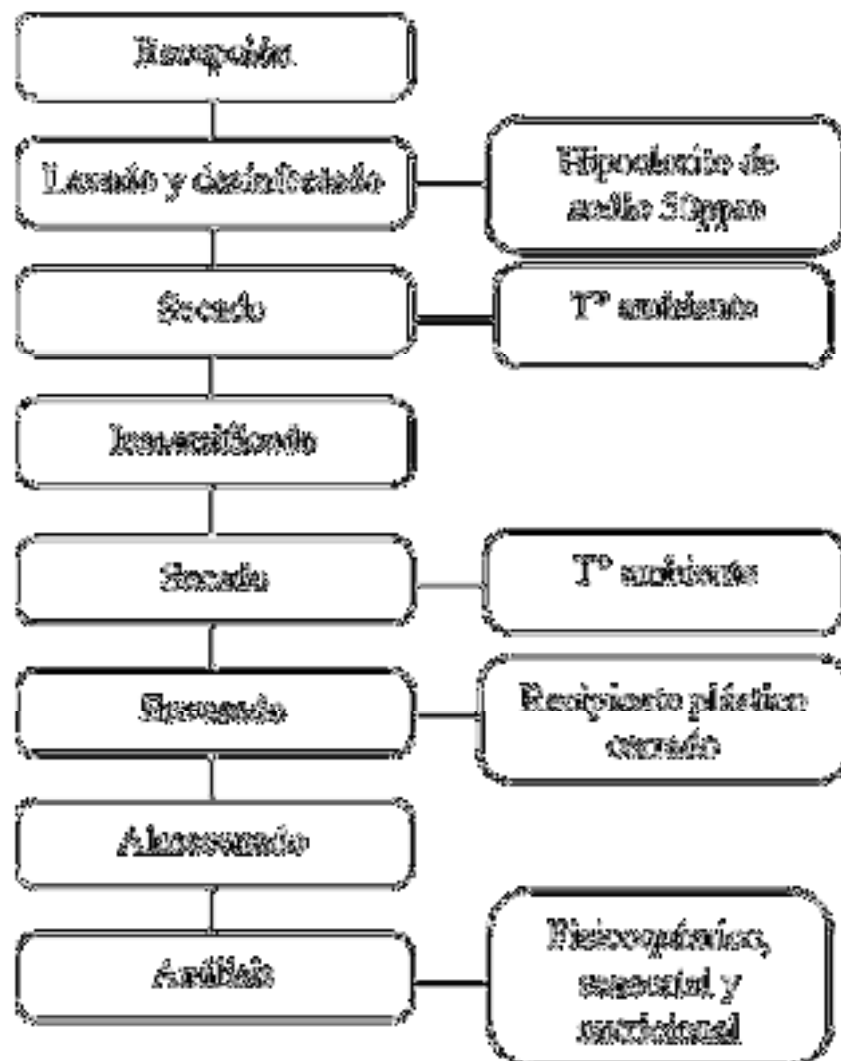 Recepción
Lavado y desinfectado
Hipoclorito de
sodio 50ppm
Secado
T° ambiente
Secado
T° ambiente
Envasado
Recipiente plástico
cerrado
Almacenado
Análisis
Fisicoquímico,
sensorial y
nutricional